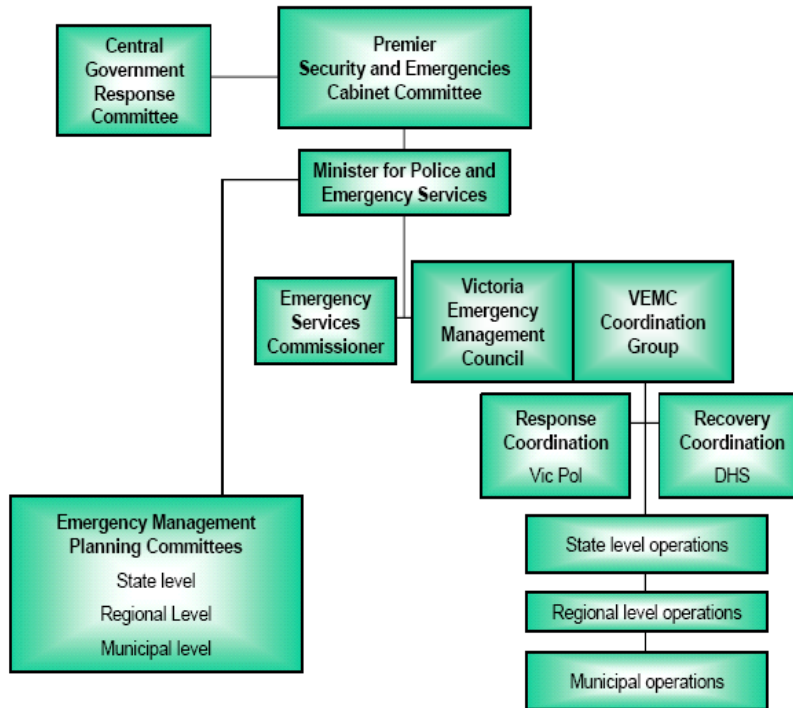 Central
Government
Response
Committee
Premier
Security and Emergencies
Cabinet Committee
Minister for Police and
Emergency Services
Emergency
Services
Commissioner
Victoria
Emergency
Management
Council
VEMC
Coordination
Group
Response
Coordination
Vic Pol
Recovery
Coordination
DHS
Emergency Management
Planning Committees
State level
Regional Level
Municipal level
State level operations
Regional level operations
Municipal operations